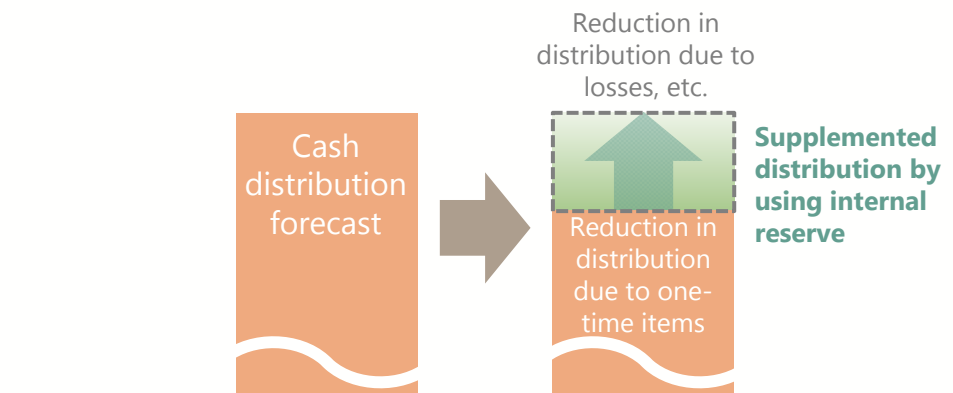 Reduction in
distribution due to
losses, etc.
Cash
distribution
forecast
Supplemented
distribution by
using internal
reserve
Reduction in
distribution
due to one-
time items